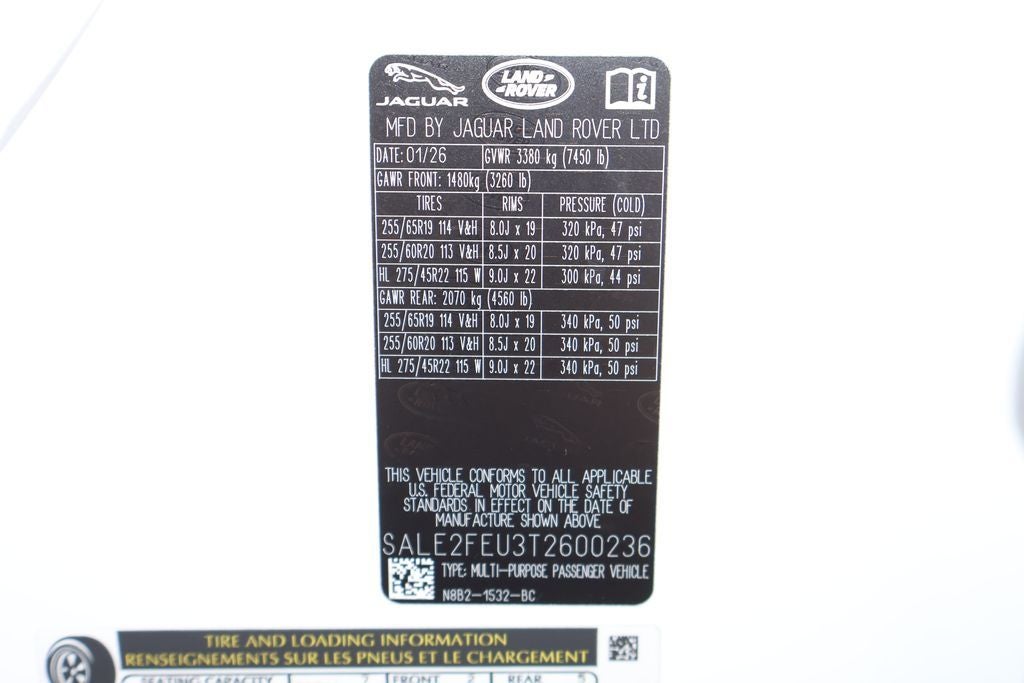 JAGUAR LAND-ROVER i
MFD BY JAGUAR LAND ROVER LTD
DATE: 01/26 GVWR 3380 kg (7450 lb)
GAWR FRONT: 1480kg (3260 lb)
TIRES RIMS PRESSURE (COLD)
255/65R19 114 V&H 8.0J x 19 320 kPa, 47 psi
255/60R20 113 V&H 8.5J x 20 320 kPa, 47 psi
HL 275/45R22 115 W 9.0J x 22 300 kPa, 44 psi
GAWR REAR: 2070 kg (4560 lb)
255/65R19 114 V&H 8.0J x 19 340 kPa, 50 psi
255/60R20 113 V&H 8.5J x 20 340 kPa, 50 psi
HL 275/45R22 115 W 9.0J x 22 340 kPa, 50 psi
THIS VEHICLE CONFORMS TO ALL APPLICABLE
U.S. FEDERAL MOTOR VEHICLE SAFETY
STANDARDS IN EFFECT ON THE DATE OF
MANUFACTURE SHOWN ABOVE
SALE2FEU3T2600236
TYPE: MULTI-PURPOSE PASSENGER VEHICLE
N8B2-1532-BC
TIRE AND LOADING INFORMATION
RENSEIGNEMENTS SUR LES PNEUS ET LE CHARGEMENT
SEATING CAPACITY 7 FRONT 2 REAR 5